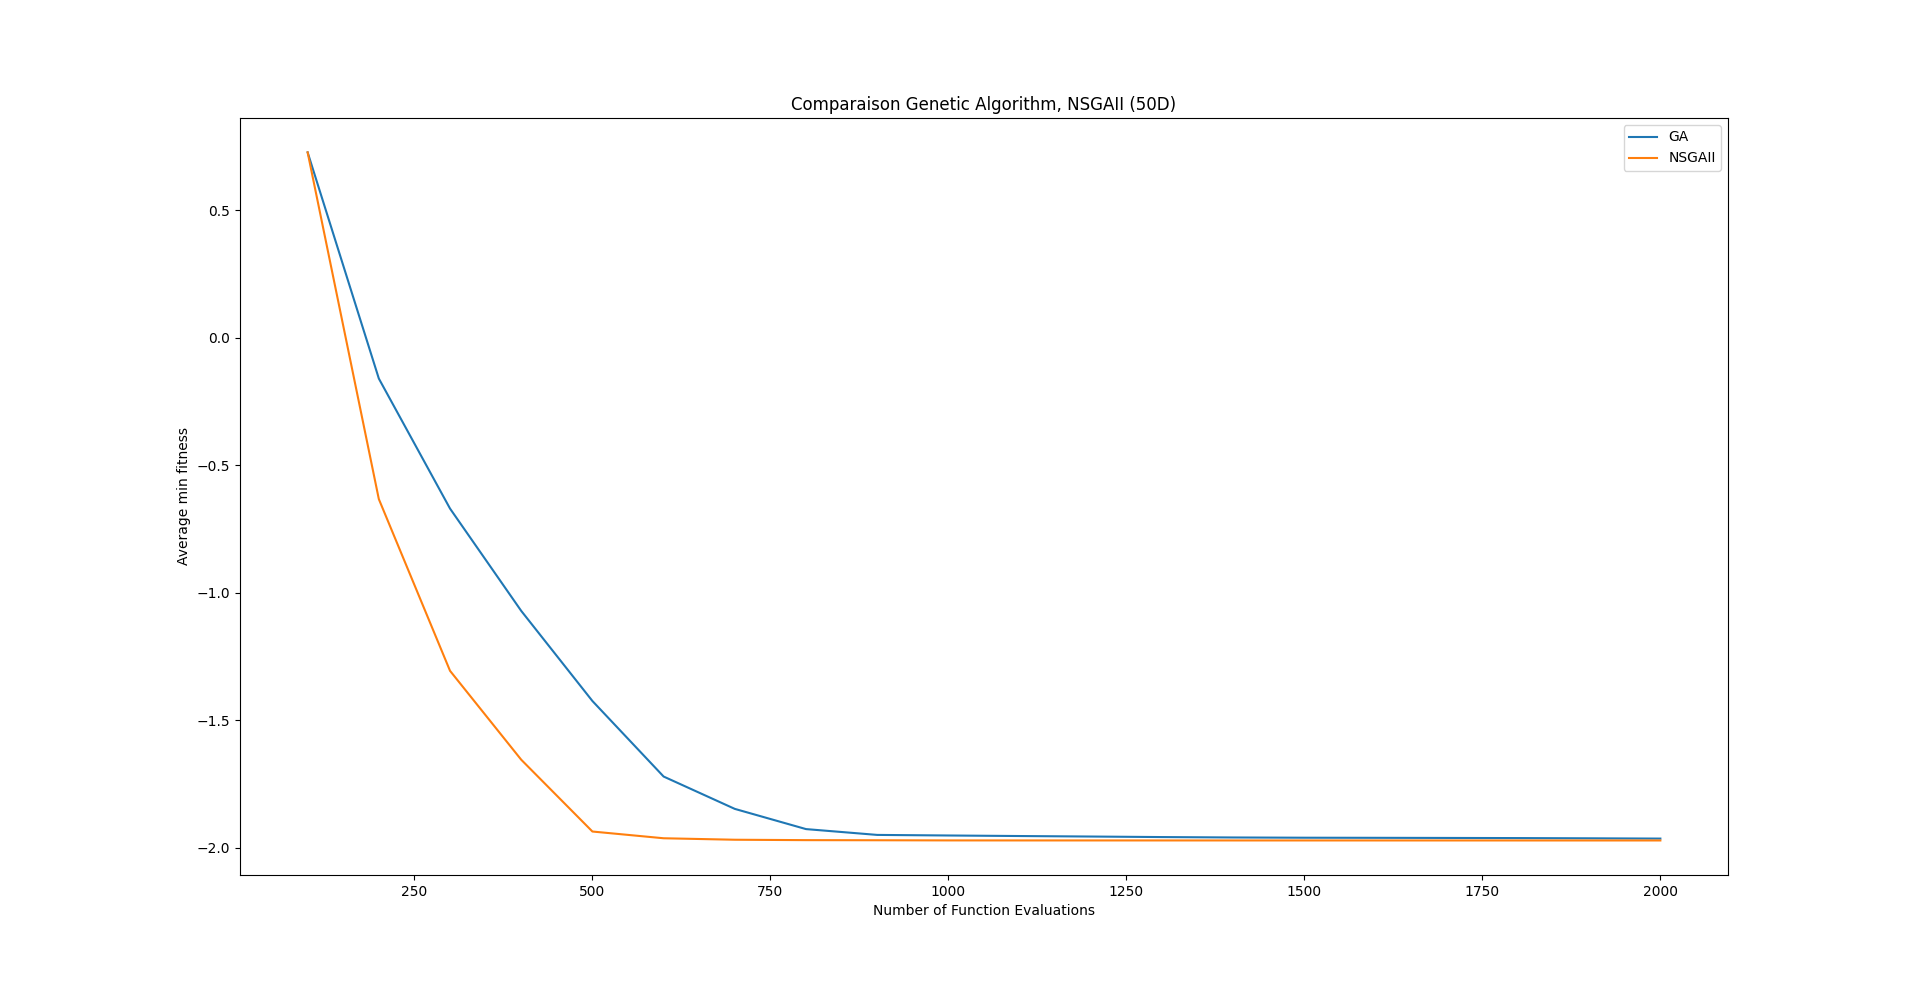 Comparaison Genetic Algorithm, NSGAII (50D)
GA
NSGAII
Average min fitness
0.5
0.0
−0.5
−1.0
−1.5
−2.0
250 500 750 1000 1250 1500 1750 2000
Number of Function Evaluations